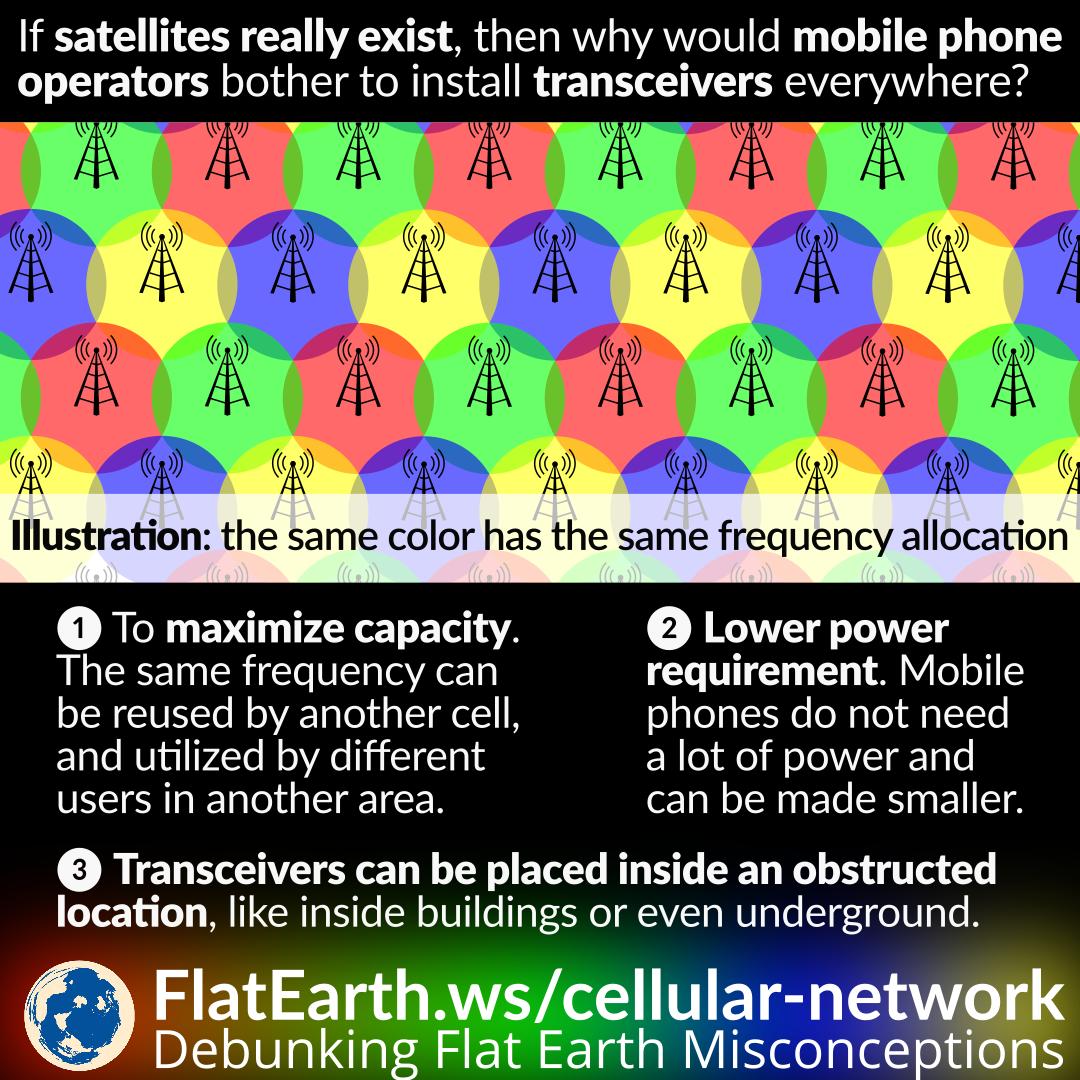 If satellites really exist, then why would mobile phone
operators bother to install transceivers everywhere?
Illustration: the same color has the same frequency allocation
1 To maximize capacity.
The same frequency can
be reused by another cell,
and utilized by different
users in another area.
2 Lower power
requirement. Mobile
phones do not need
a lot of power and
can be made smaller.
3 Transceivers can be placed inside an obstructed
location, like inside buildings or even underground.
FlatEarth.ws/cellular-network
Debunking Flat Earth Misconceptions